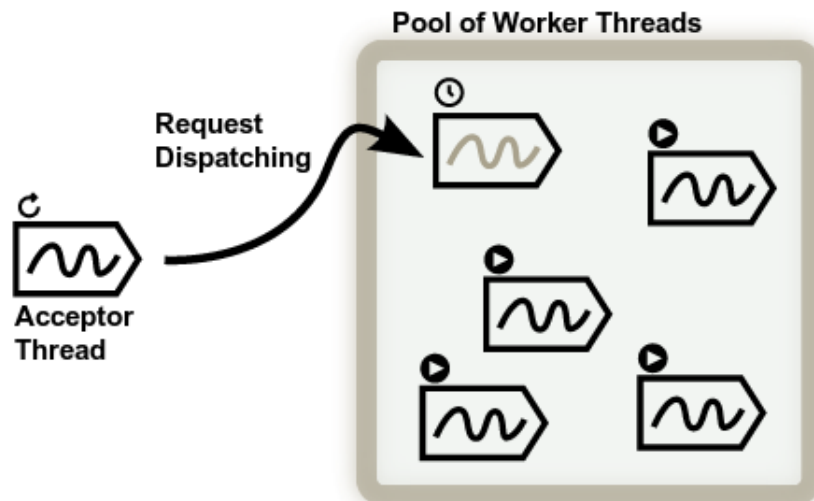 Pool of Worker Threads
Request
Dispatching
Acceptor
Thread